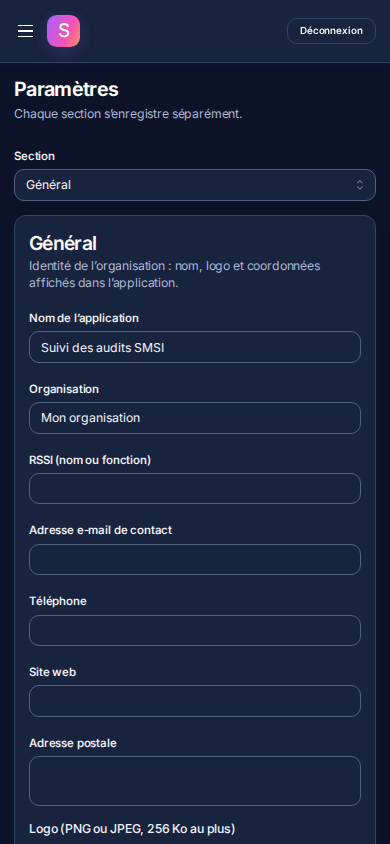 S
Déconnexion
Paramètres
Chaque section s’enregistre séparément.
Section
Général
Général
Identité de l’organisation : nom, logo et coordonnées
affichés dans l’application.
Nom de l’application
Suivi des audits SMSI
Organisation
Mon organisation
RSSI (nom ou fonction)
Adresse e-mail de contact
Téléphone
Site web
Adresse postale
Logo (PNG ou JPEG, 256 Ko au plus)